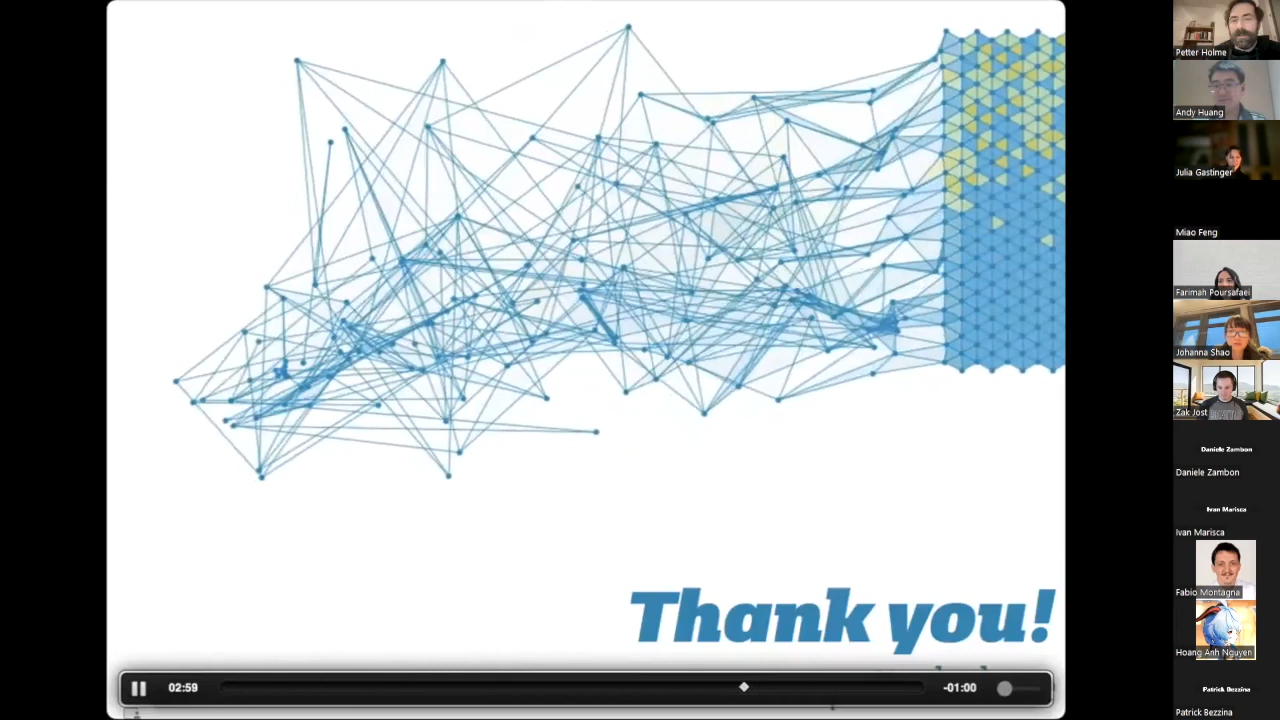 Thank you!
02:59
-01:00
Petter Holme
Andy Huang
Julia Gastinger
Miao Feng
Farimah Poursafaei
Johanna Shao
Zak Jost
Daniele Zambon
Daniele Zambon
Ivan Marisca
Ivan Marisca
Fabio Montagna
Hoang Anh Nguyen
Patrick Bezzina
Patrick Bezzina